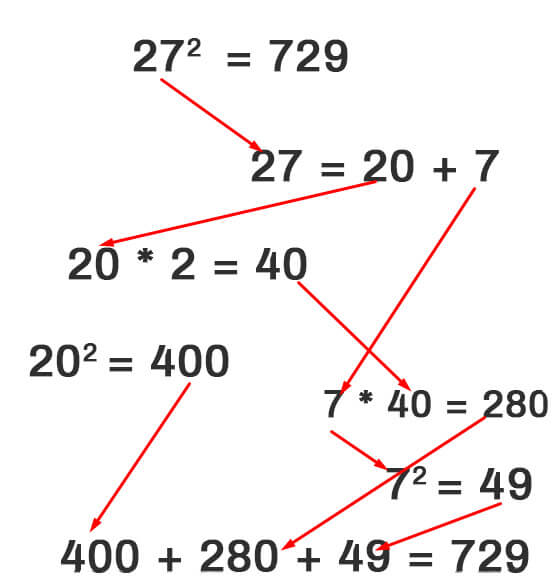 27² = 729
27 = 20 + 7
20 * 2 = 40
20² = 400
7 * 40 = 280
7² = 49
400 + 280 + 49 = 729